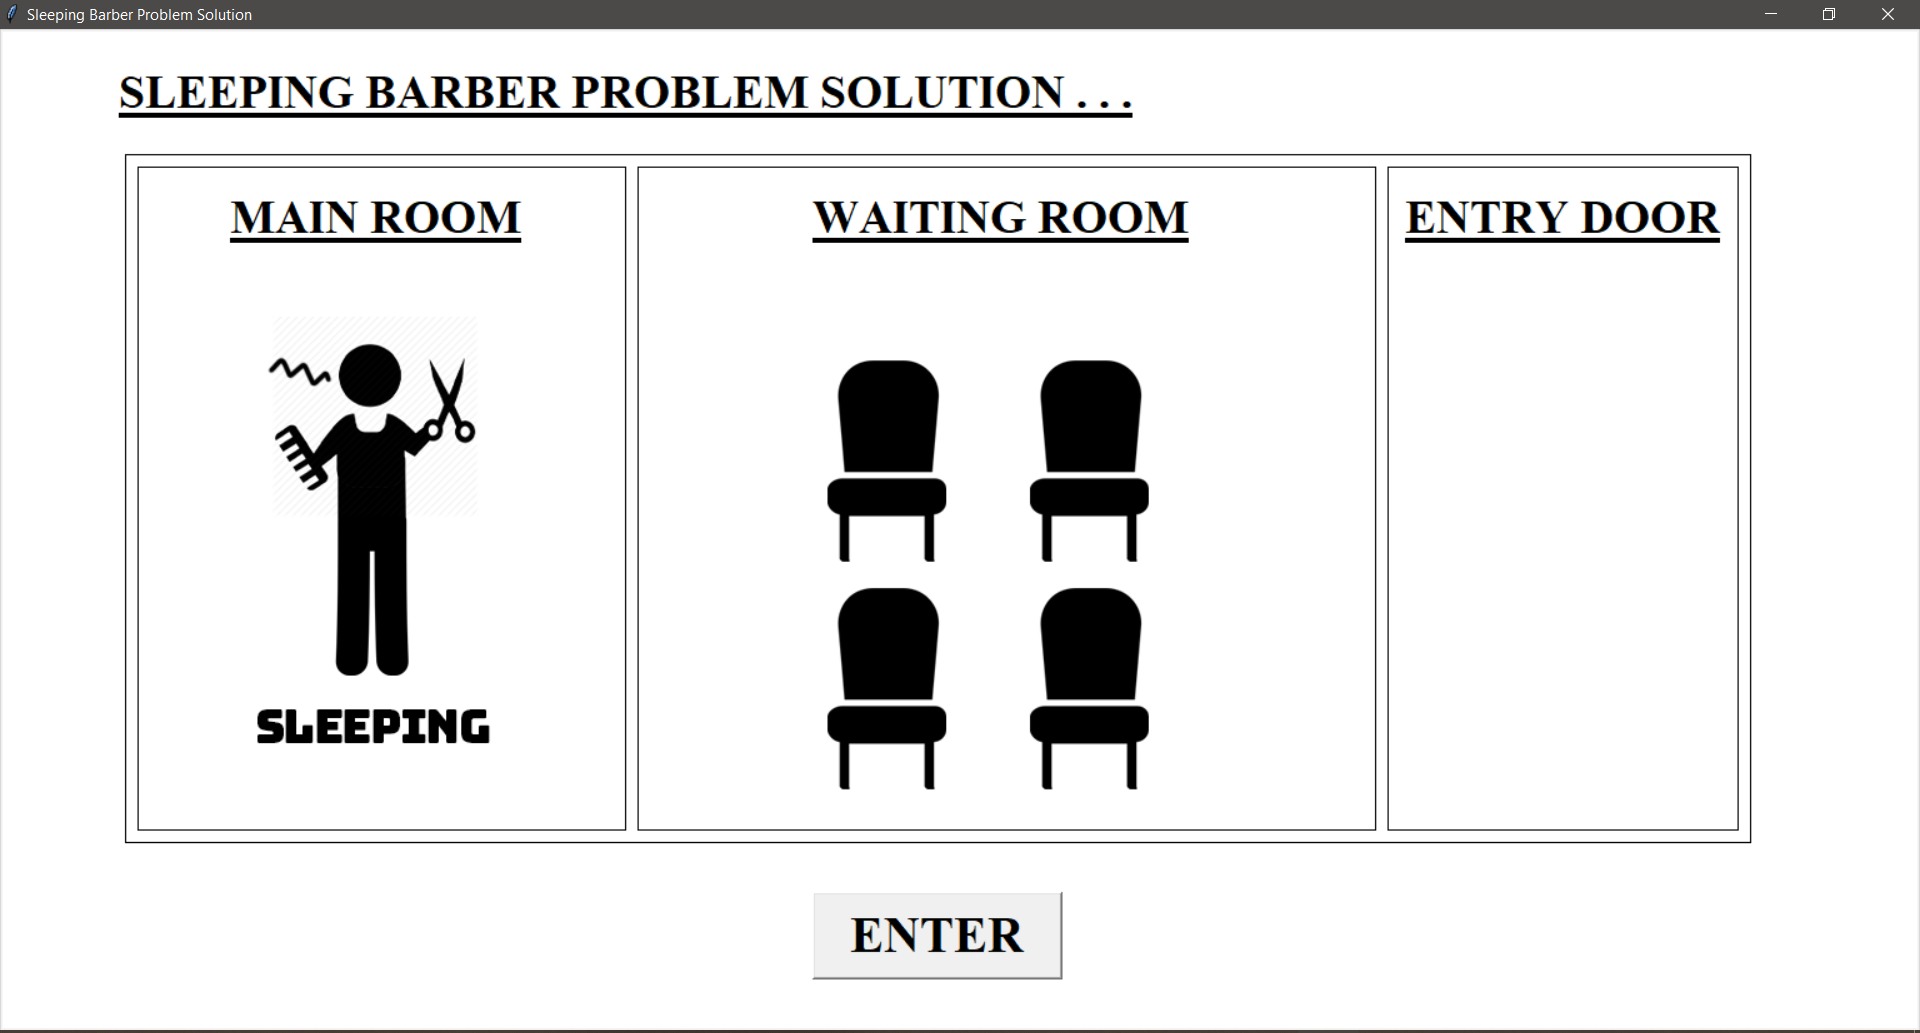 Sleeping Barber Problem Solution
SLEEPING BARBER PROBLEM SOLUTION . . .
MAIN ROOM
WAITING ROOM
ENTRY DOOR
SLEEPING
ENTER